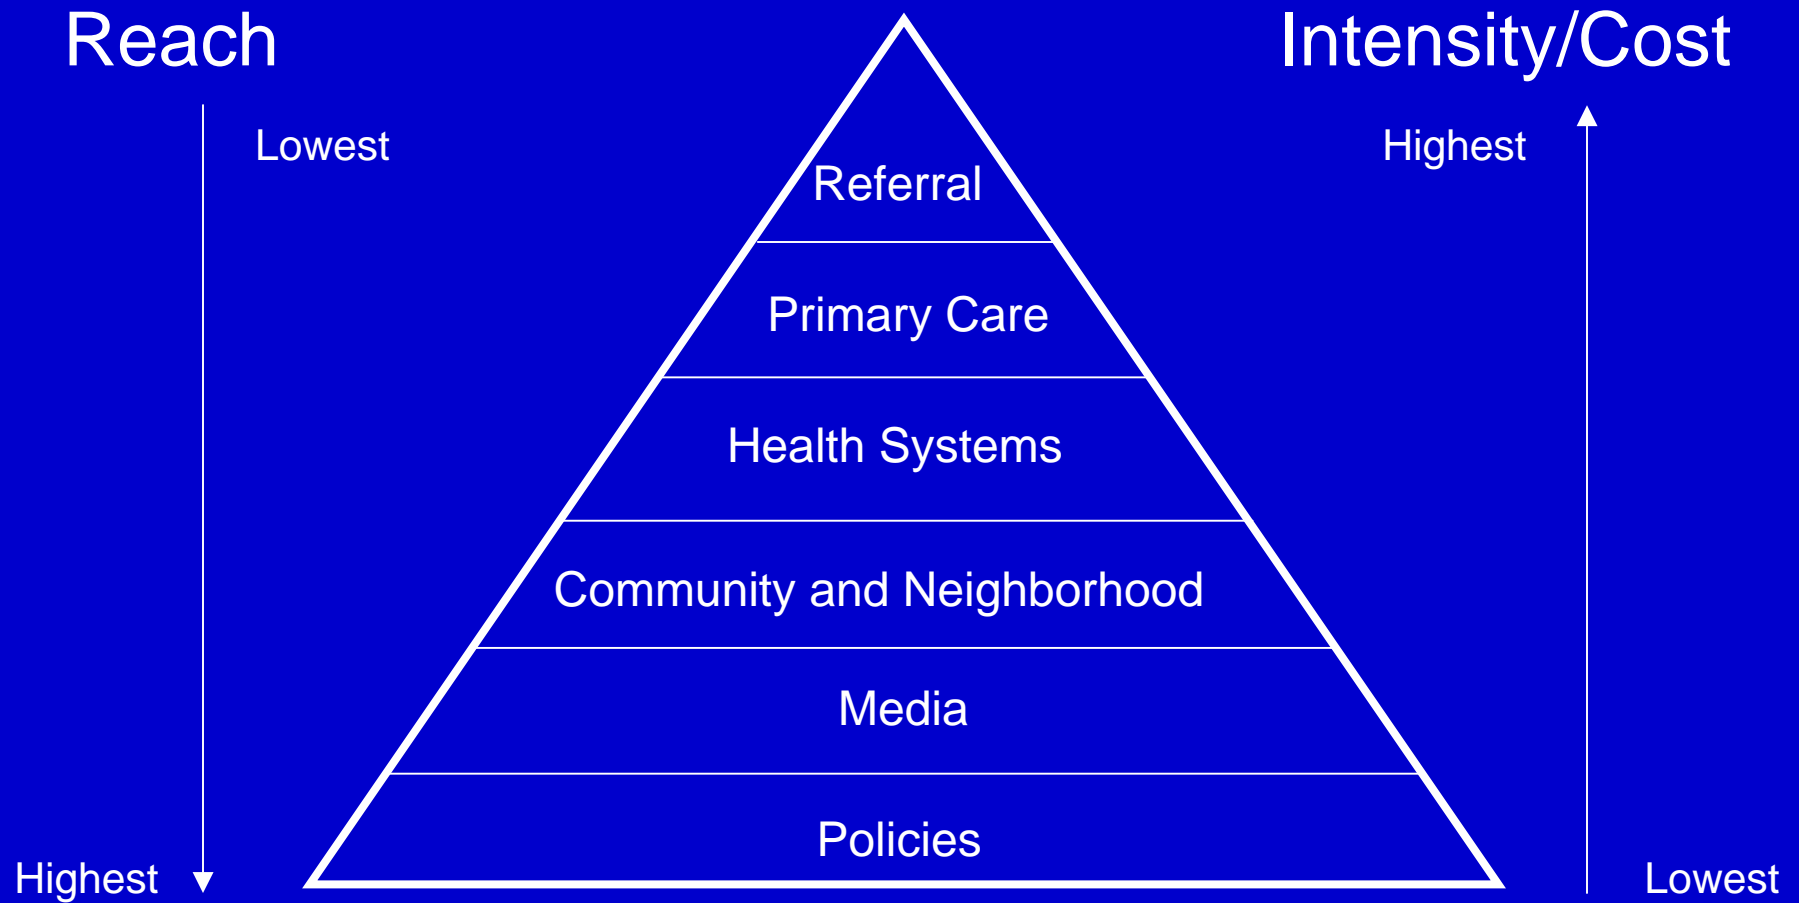 Reach
Intensity/Cost
Lowest
Highest
Referral
Primary Care
Health Systems
Community and Neighborhood
Media
Policies
Highest
Lowest